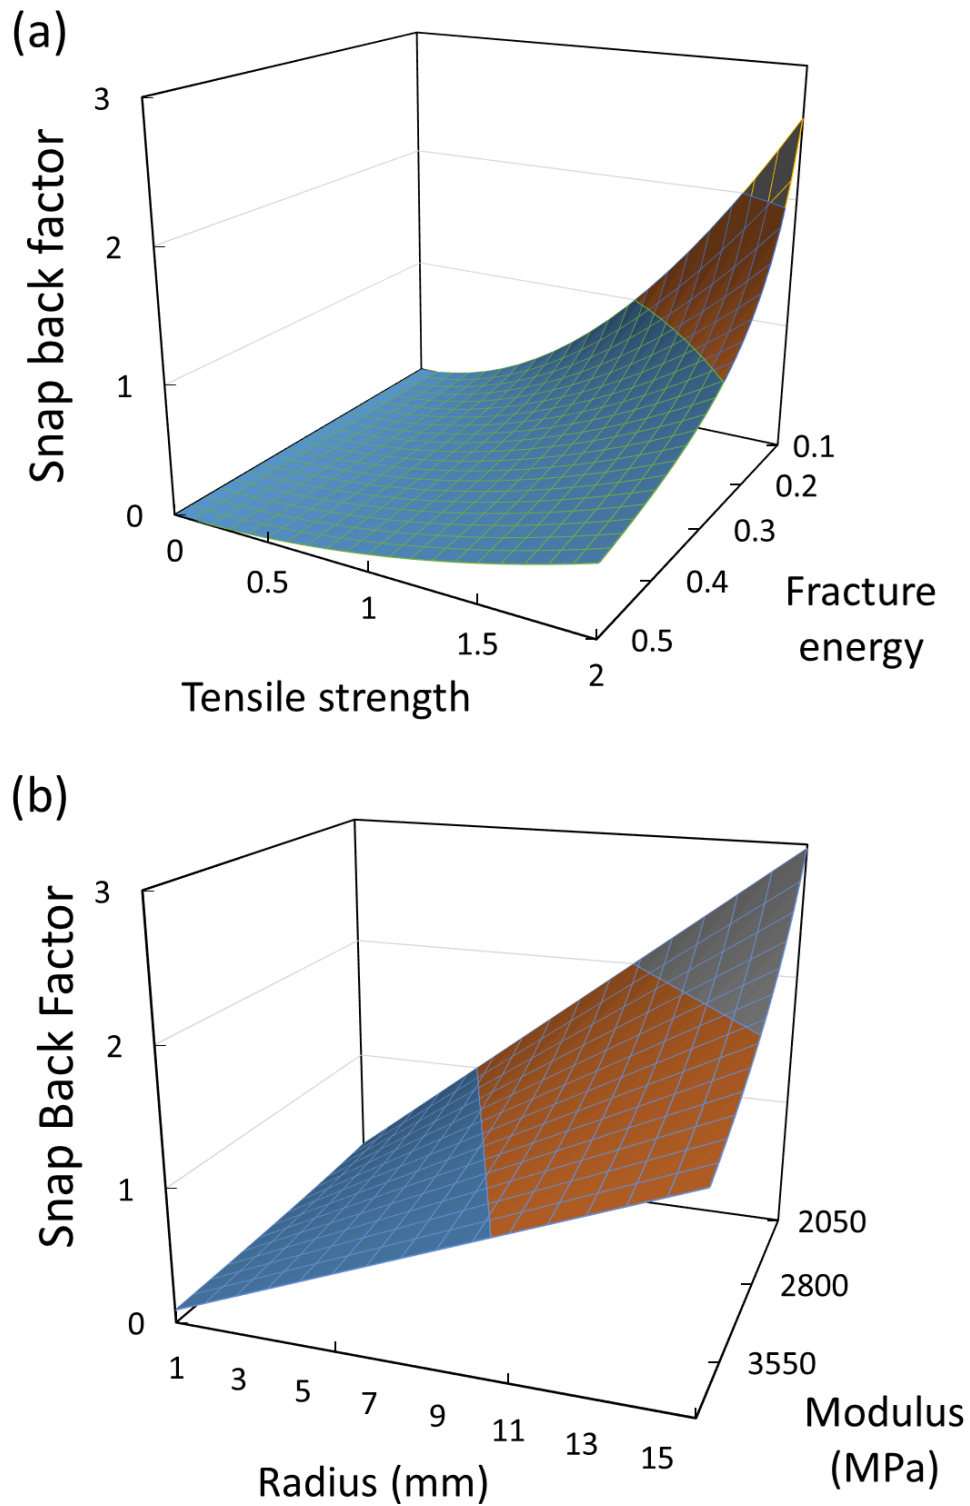 (a)
Snap back factor
3
2
1
0
0
0.5
1
1.5
2
Tensile strength
0.1
0.2
0.3
0.4
0.5
Fracture
energy
(b)
Snap Back Factor
3
2
1
0
1
3
5
7
9
11
13
15
Radius (mm)
2050
2800
3550
Modulus
(MPa)